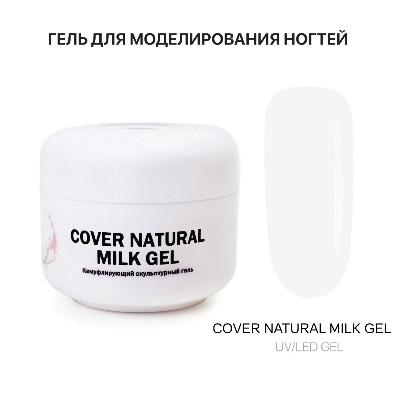 ГЕЛЬ ДЛЯ МОДЕЛИРОВАНИЯ НОГТЕЙ
COVER NATURAL
MILK GEL
Камуфлирующий скульптурный гель
COVER NATURAL MILK GEL
UV/LED GEL